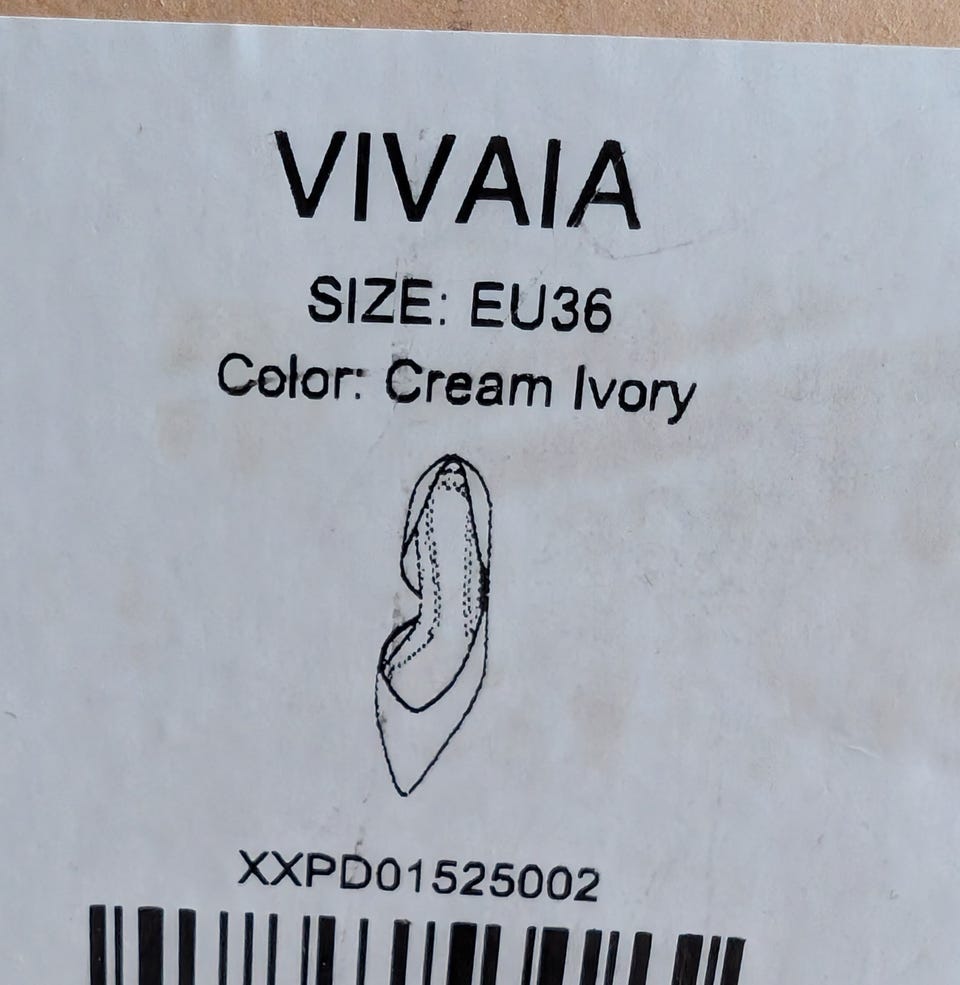 VIVAIA
SIZE: EU36
Color: Cream Ivory
XXPD01525002